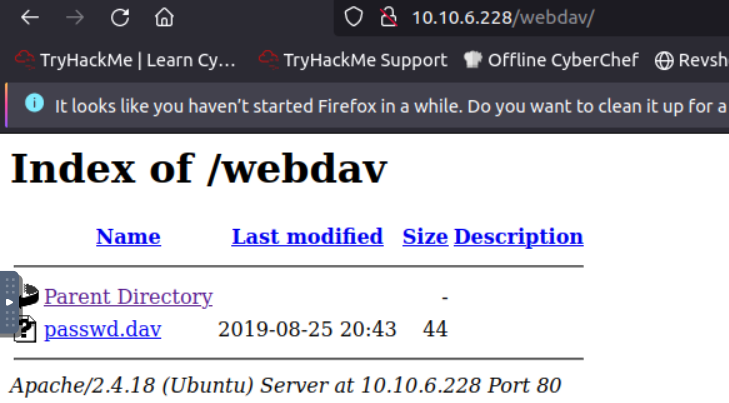 10.10.6.228/webdav/
TryHackMe | Learn Cy... TryHackMe Support Offline CyberChef Revsh
It looks like you haven't started Firefox in a while. Do you want to clean it up for a
Index of /webdav
Name Last modified Size Description
Parent Directory -
passwd.dav 2019-08-25 20:43 44
Apache/2.4.18 (Ubuntu) Server at 10.10.6.228 Port 80